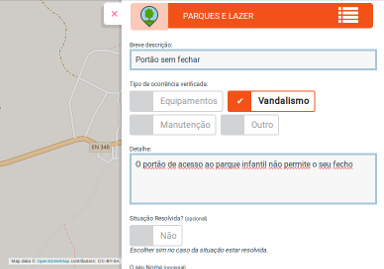 ×
PARQUES E LAZER
Breve descrição:
Portão sem fechar
Tipo de ocorrência verificada:
Equipamentos
✔ Vandalismo
Manutenção
Outro
EN 348
Detalhe:
O portão de acesso ao parque infantil não permite o seu fecho
Situação Resolvida? (opcional)
Não
Escolher sim no caso da situação estar resolvida.
Map data © OpenStreetMap contributors, CC-BY-SA
O seu Nome (opcional)